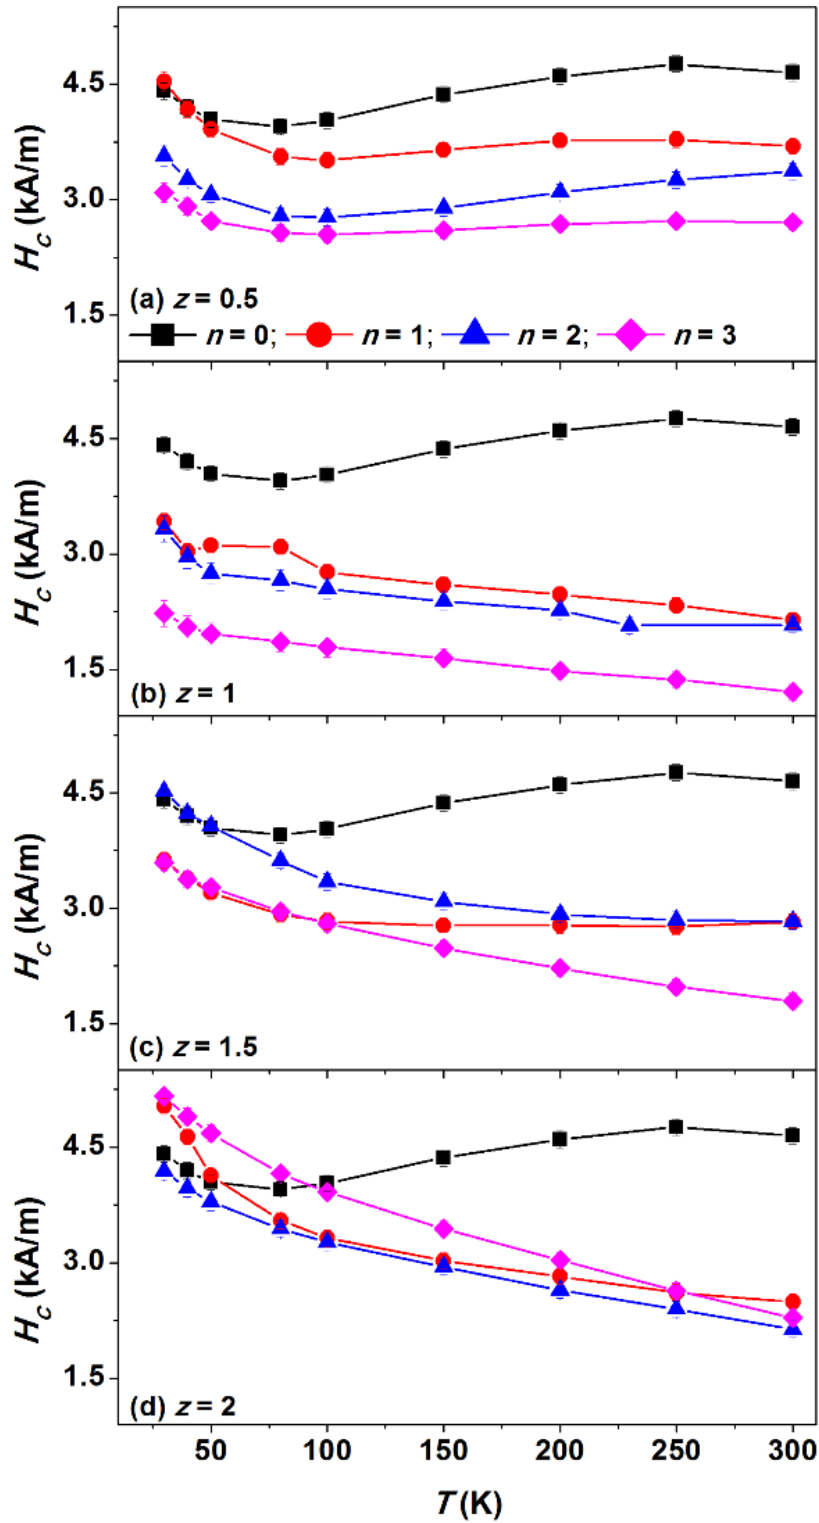 4.5
3.0
1.5
H_c (kA/m)
(a) z = 0.5
n = 0; n = 1; n = 2; n = 3
4.5
3.0
1.5
H_c (kA/m)
(b) z = 1
4.5
3.0
1.5
H_c (kA/m)
(c) z = 1.5
4.5
3.0
1.5
H_c (kA/m)
(d) z = 2
50 100 150 200 250 300
T (K)